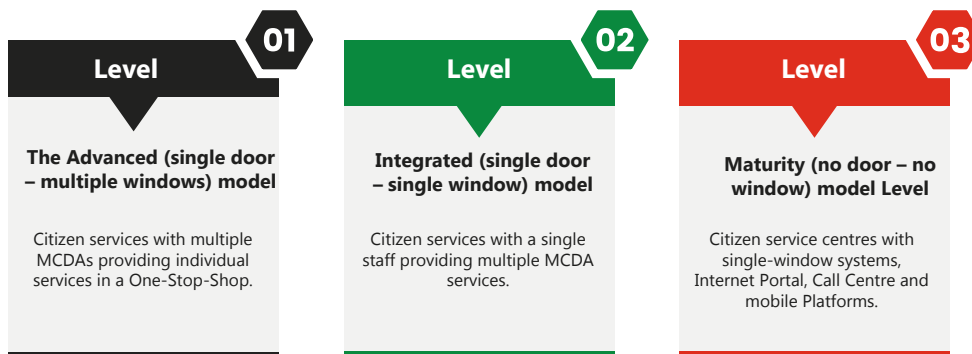 01
Level
The Advanced (single door
– multiple windows) model
Citizen services with multiple
MCDAs providing individual
services in a One-Stop-Shop.
02
Level
Integrated (single door
– single window) model
Citizen services with a single
staff providing multiple MCDA
services.
03
Level
Maturity (no door – no
window) model Level
Citizen service centres with
single-window systems,
Internet Portal, Call Centre and
mobile Platforms.